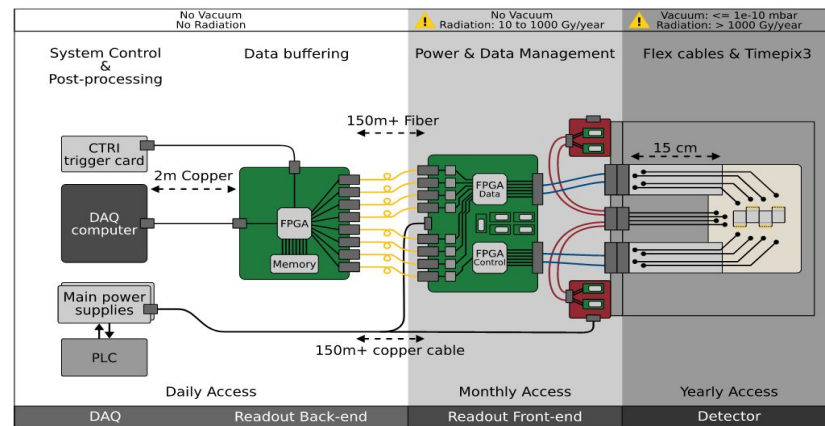 No Vacuum
No Radiation
No Vacuum
Radiation: 10 to 1000 Gy/year
Vacuum: <= 1e-10 mbar
Radiation: > 1000 Gy/year
System Control
&
Post-processing
Data buffering
Power & Data Management
Flex cables & Timepix3
150m+ Fiber
CTRI
trigger card
2m Copper
15 cm
FPGA
Data
DAQ
computer
FPGA
Memory
FPGA
Control
Main power
supplies
150m+ copper cable
PLC
Daily Access
Monthly Access
Yearly Access
DAQ
Readout Back-end
Readout Front-end
Detector